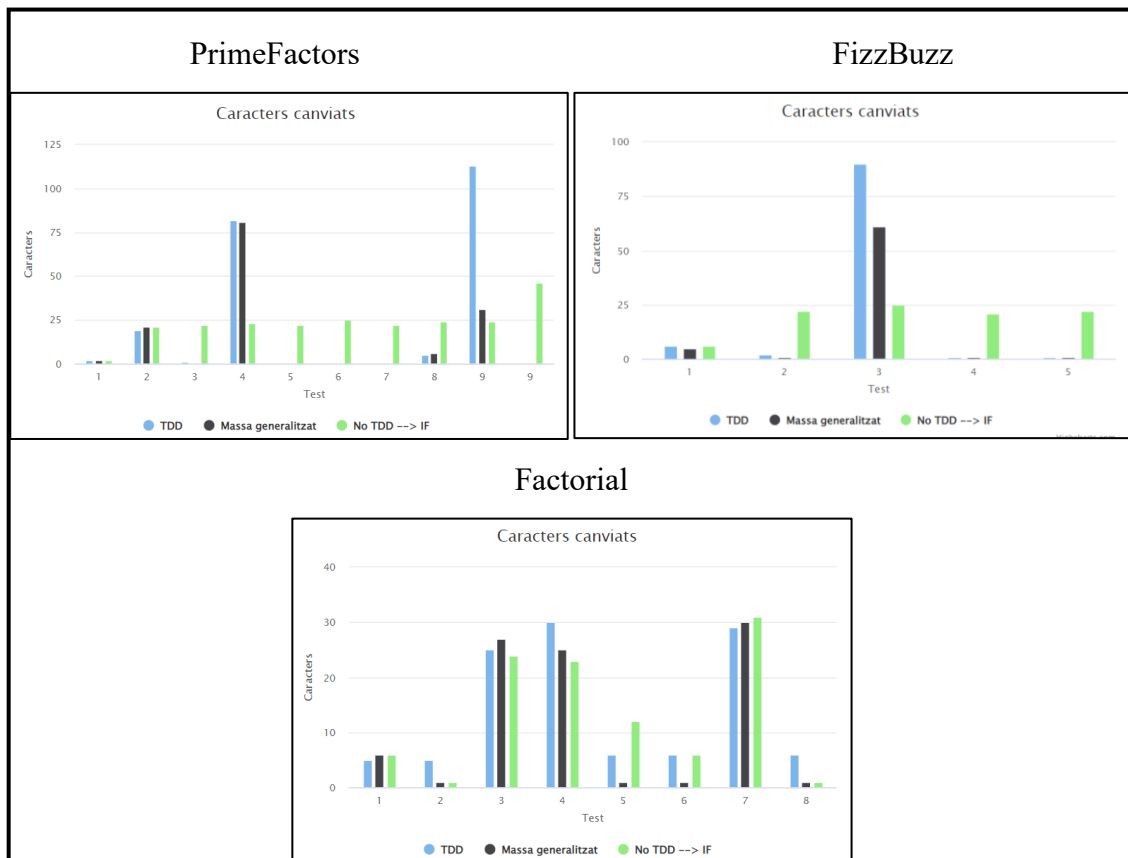 PrimeFactors
FizzBuzz
Caracters canviats
125
100
75
50
25
0
Caracters
1 2 3 4 5 6 7 8 9 9
Test
TDD Massa generalitzat No TDD --> IF
Caracters canviats
100
75
50
25
0
Caracters
1 2 3 4 5
Test
TDD Massa generalitzat No TDD --> IF
Factorial
Caracters canviats
40
30
20
10
0
Caracters
1 2 3 4 5 6 7 8
Test
TDD Massa generalitzat No TDD --> IF